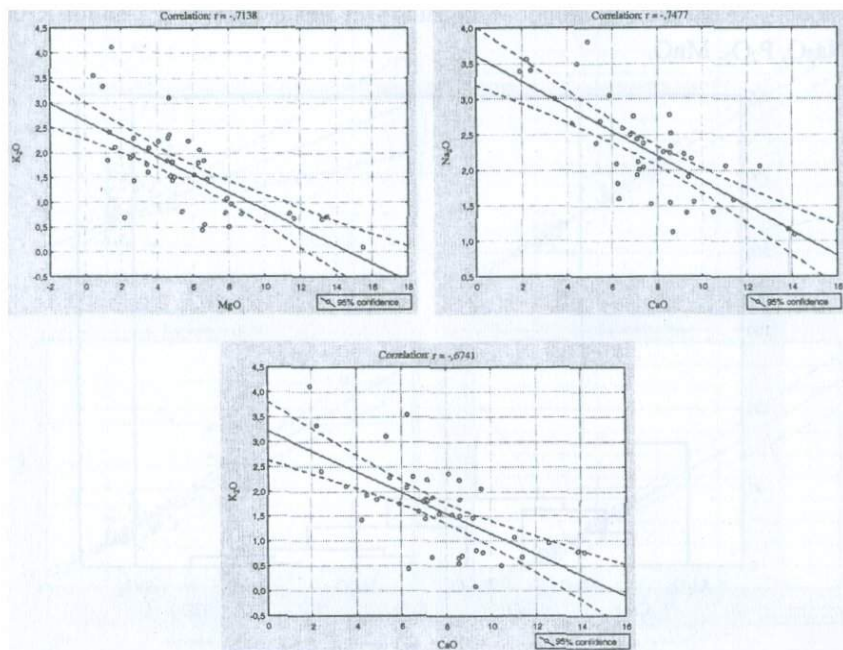 Correlation: r = -,7138
4,5
4,0
3,5
3,0
2,5
2,0
1,5
1,0
0,5
0,0
-0,5
K₂O
-2 0 2 4 6 8 10 12 14 16 18
MgO
95% confidence
Correlation: r = -,7477
4,0
3,5
3,0
2,5
2,0
1,5
1,0
0,5
Na₂O
0 2 4 6 8 10 12 14 16
CaO
95% confidence
Correlation: r = -,6741
4,5
4,0
3,5
3,0
2,5
2,0
1,5
1,0
0,5
0,0
-0,5
K₂O
0 2 4 6 8 10 12 14 16
CaO
95% confidence